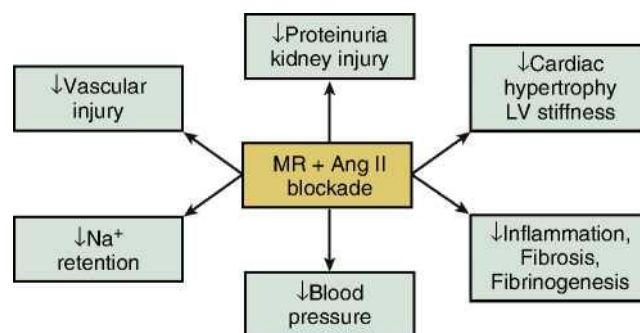 ↓Proteinuria
kidney injury
↓Vascular
injury
↓Cardiac
hypertrophy
LV stiffness
MR + Ang II
blockade
↓Na⁺
retention
↓Inflammation,
Fibrosis,
Fibrinogenesis
↓Blood
pressure